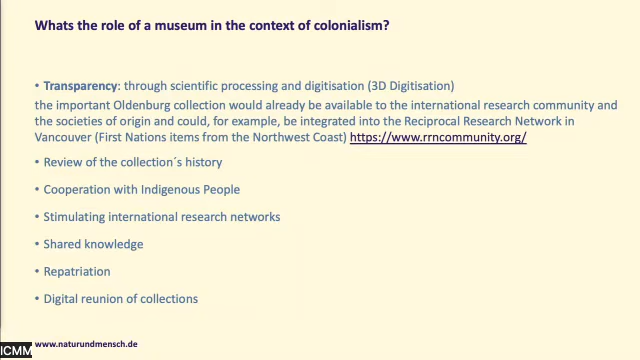 Whats the role of a museum in the context of colonialism?
• Transparency: through scientific processing and digitisation (3D Digitisation)
the important Oldenburg collection would already be available to the international research community and
the societies of origin and could, for example, be integrated into the Reciprocal Research Network in
Vancouver (First Nations items from the Northwest Coast) https://www.rrncommunity.org/
• Review of the collection´s history
• Cooperation with Indigenous People
• Stimulating international research networks
• Shared knowledge
• Repatriation
• Digital reunion of collections
www.naturundmensch.de
ICMM